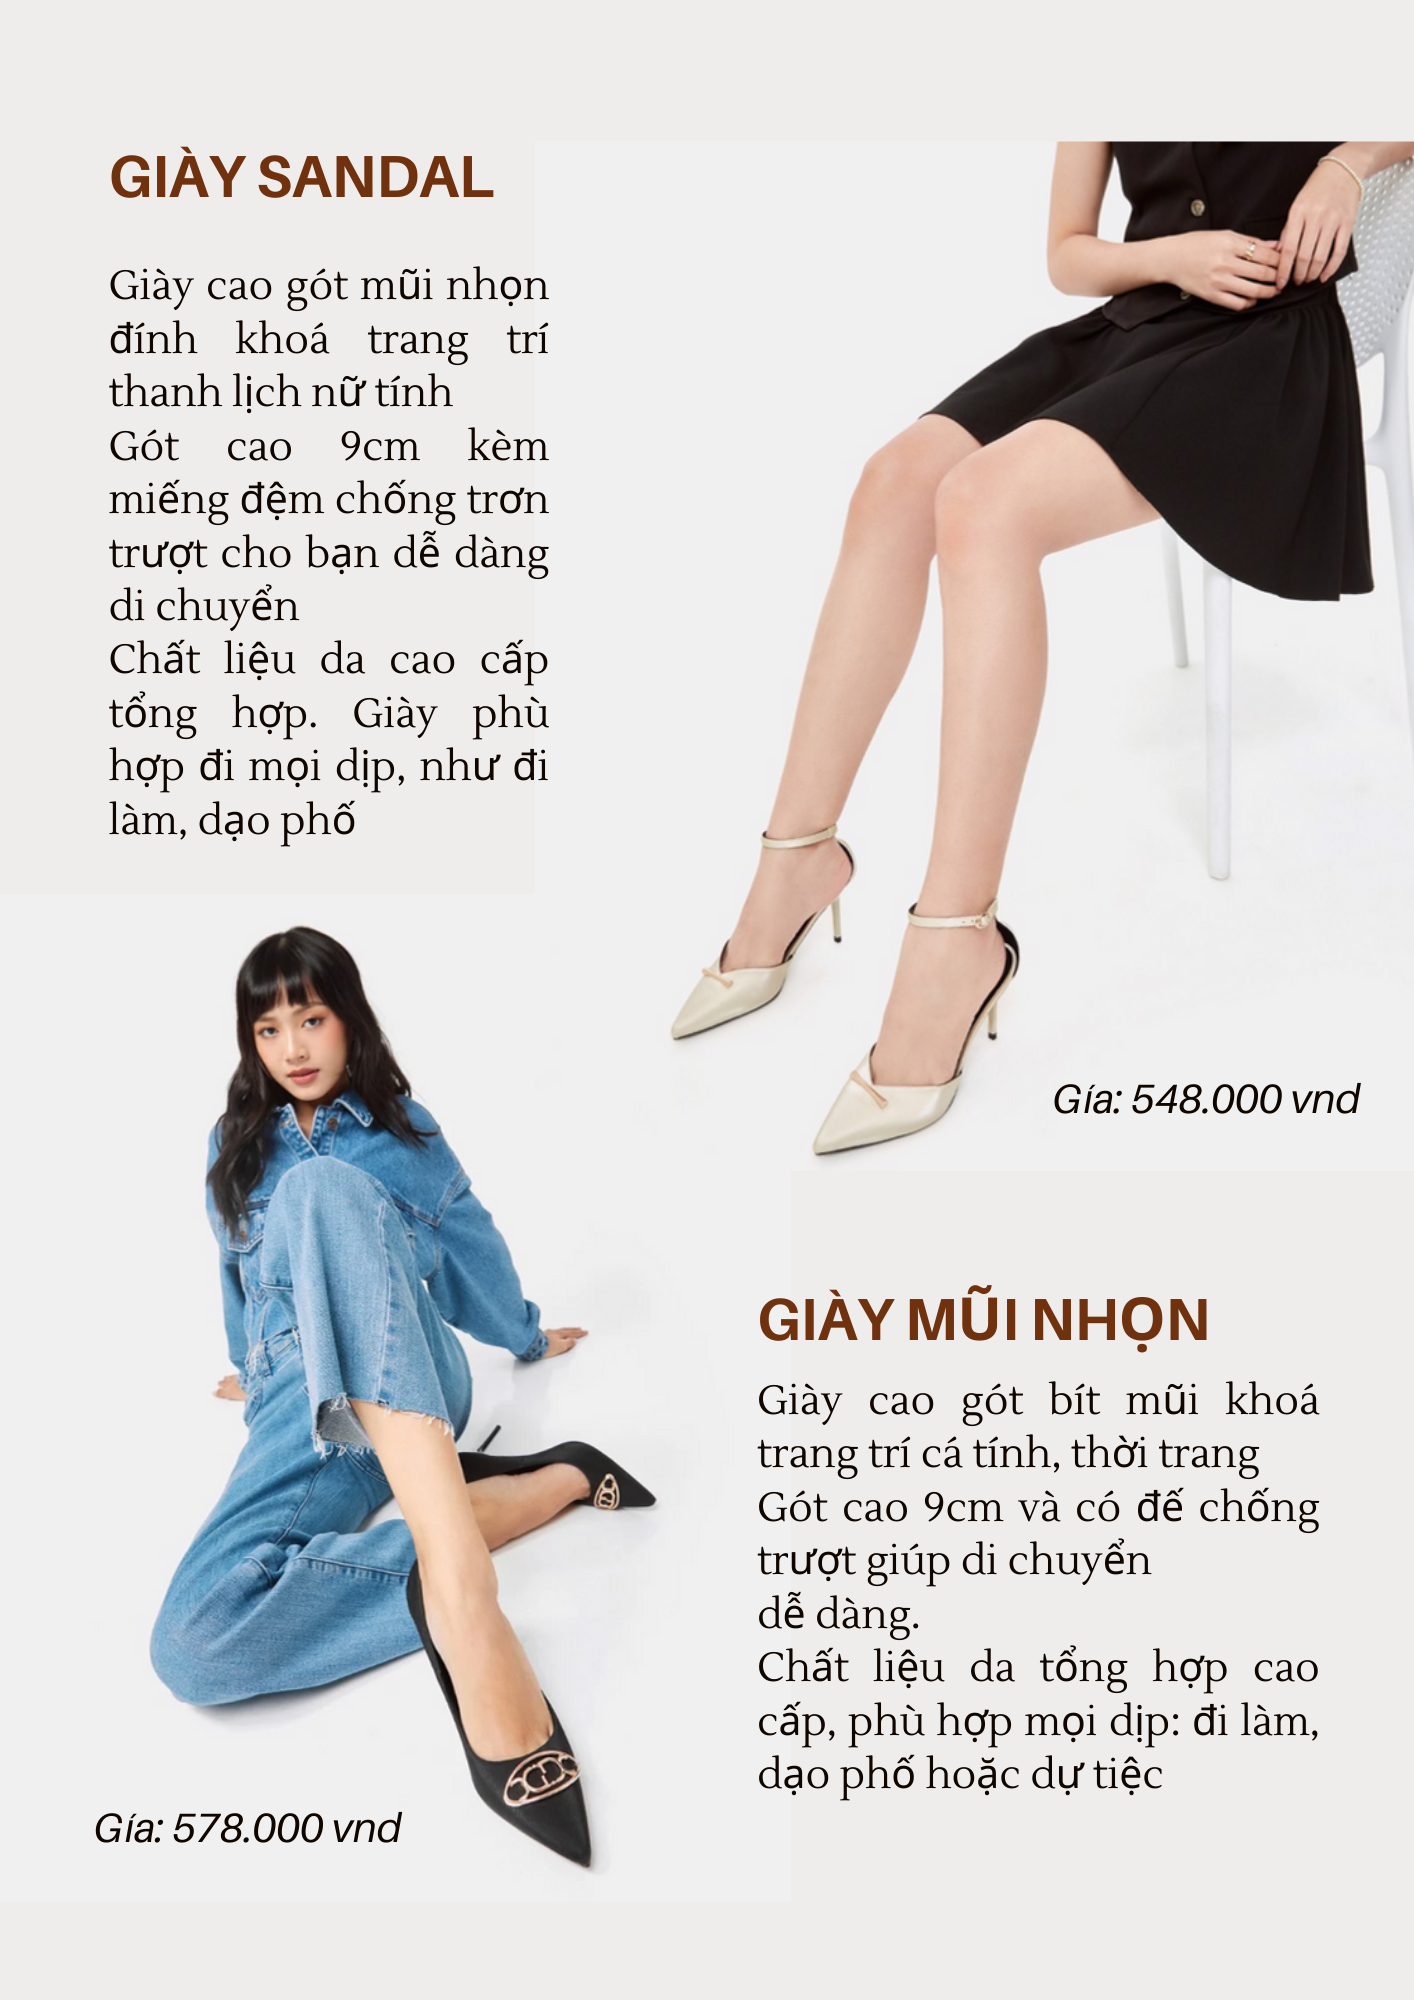 GIÀY SANDAL
Giày cao gót mũi nhọn
đính khoá trang trí
thanh lịch nữ tính
Gót cao 9cm kèm
miếng đệm chống trơn
trượt cho bạn dễ dàng
di chuyển
Chất liệu da cao cấp
tổng hợp. Giày phù
hợp đi mọi dịp, như đi
làm, dạo phố
Gía: 548.000 vnd
GIÀY MŨI NHỌN
Giày cao gót bít mũi khoá
trang trí cá tính, thời trang
Gót cao 9cm và có đế chống
trượt giúp di chuyển
dễ dàng.
Chất liệu da tổng hợp cao
cấp, phù hợp mọi dịp: đi làm,
dạo phố hoặc dự tiệc
Gía: 578.000 vnd